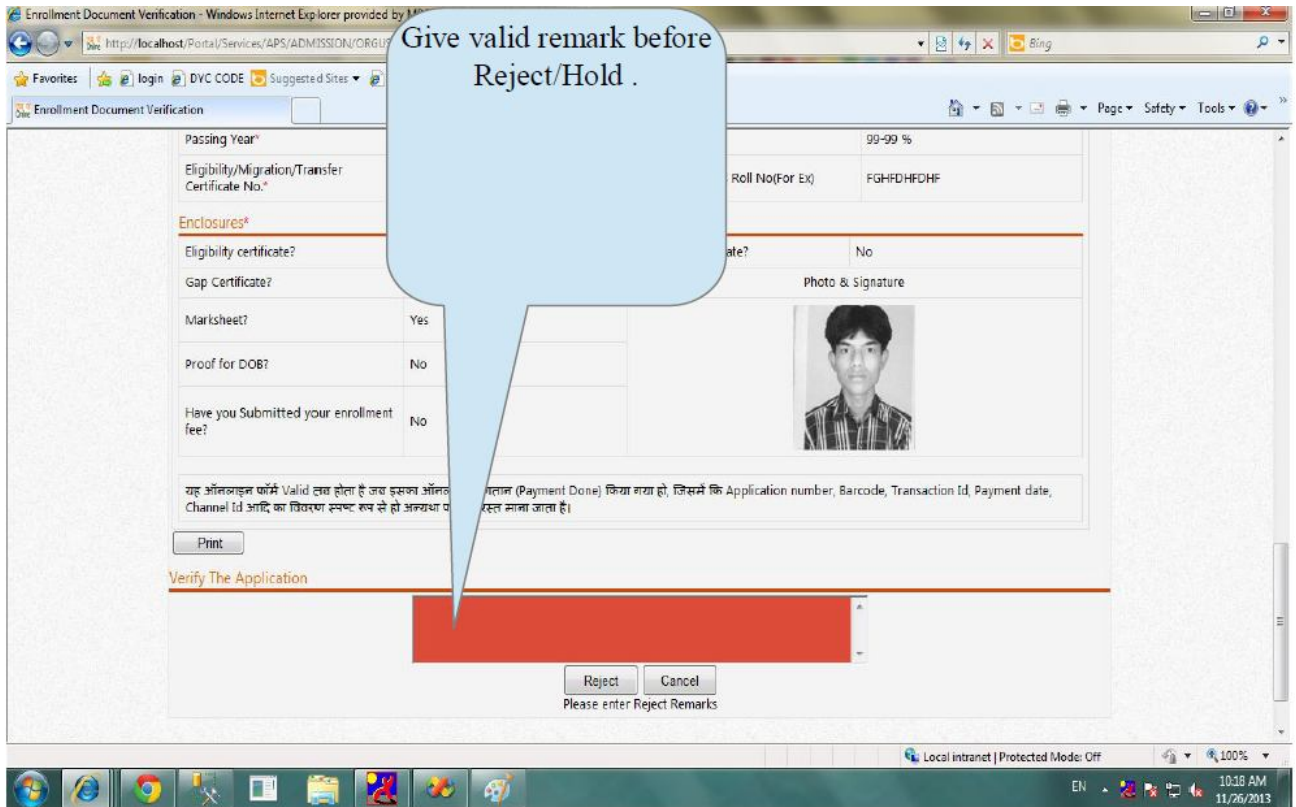 Enrollment Document Verification - Windows Internet Explorer provided by
http://localhost/Portal/Services/APS/ADMISSION/
Bing
Favorites login DVC CODE Suggested Sites
Enrollment Document Verification
Page Safety Tools
Give valid remark before
Reject/Hold .
Passing Year*
99-99 %
Eligibility/Migration/Transfer
Certificate No.*
Roll No(For Ex)
FGHFDHFDHF
Enclosures*
Eligibility certificate?
No
Gap Certificate?
Photo & Signature
Marksheet?
Yes
Proof for DOB?
No
Have you Submitted your enrollment
fee?
No
यह ऑनलाइन फॉर्म Valid तब होता है जब इसका (Payment Done) किया गया हो, जिसमें कि Application number, Barcode, Transaction Id, Payment date,
Channel Id आदि का विवरण स्पष्ट रूप से हो अन्यथा माना जाता है।
Print
Verify The Application
Reject
Cancel
Please enter Reject Remarks
Local intranet | Protected Mode: Off
100%
EN
10:18 AM
11/26/2013